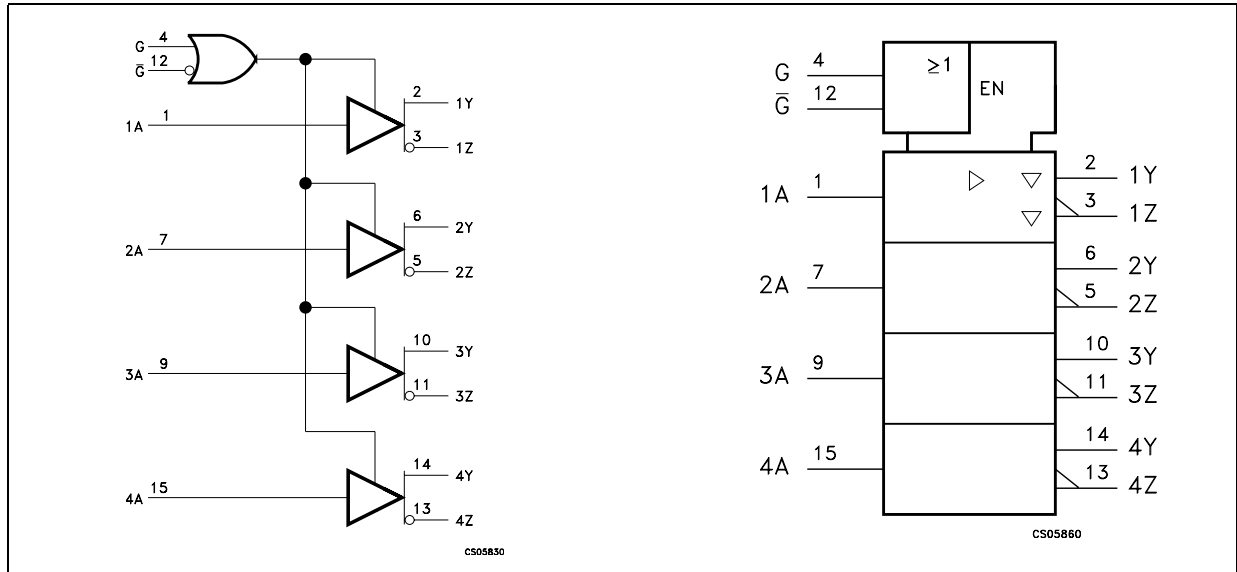 G 4
G̅ 12
1A 1
2 1Y
3 1Z
2A 7
6 2Y
5 2Z
3A 9
10 3Y
11 3Z
4A 15
14 4Y
13 4Z
CS05830
G 4
G̅ 12
≥1
EN
1A 1
2 1Y
3 1Z
2A 7
6 2Y
5 2Z
3A 9
10 3Y
11 3Z
4A 15
14 4Y
13 4Z
CS05860